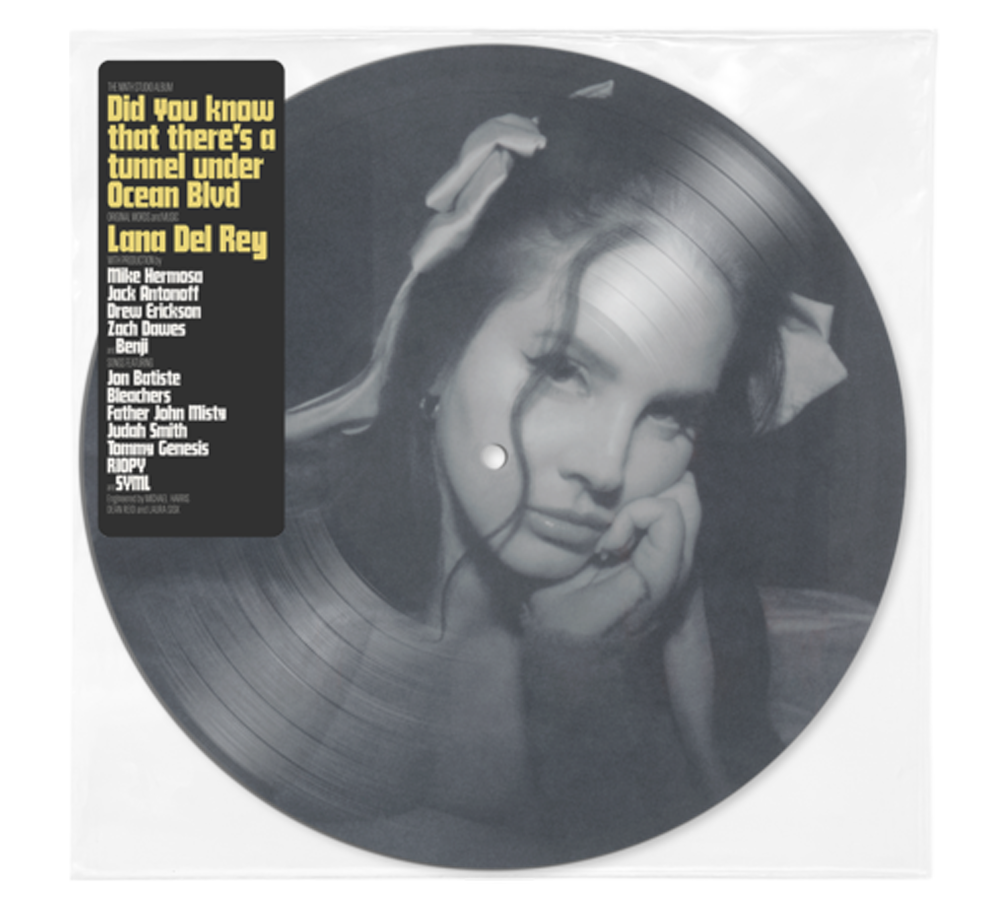 THE NINTH STUDIO ALBUM
Did you know
that there's a
tunnel under
Ocean Blvd
ORIGINAL WORDS and MUSIC
Lana Del Rey
WITH PRODUCTION by
Mike Hermosa
Jack Antonoff
Drew Erickson
Zach Dawes
and Benji
SONGS FEATURING
Jon Batiste
Bleachers
Father John Misty
Judah Smith
Tommy Genesis
RIOPY
and SYML
Engineered by MICHAEL HARRIS
DEAN REID and LAURA SISK